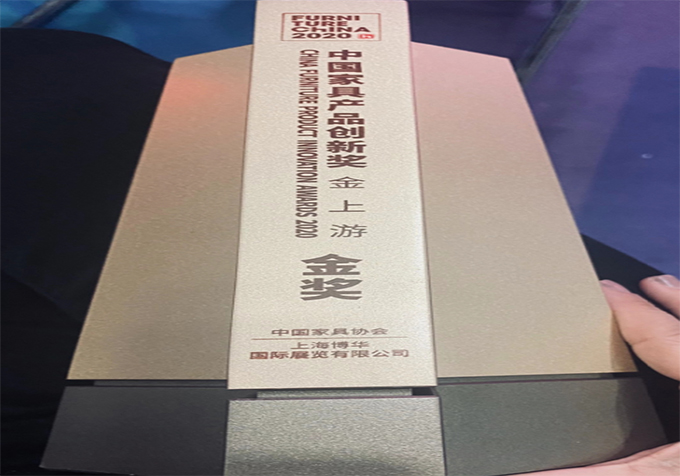 FURNI
TURE
CHINA
2020
中国家具产品创新奖 金上游
CHINA FURNITURE PRODUCT INNOVATION AWARDS 2020
金奖
中国家具协会
上海博华
国际展览有限公司